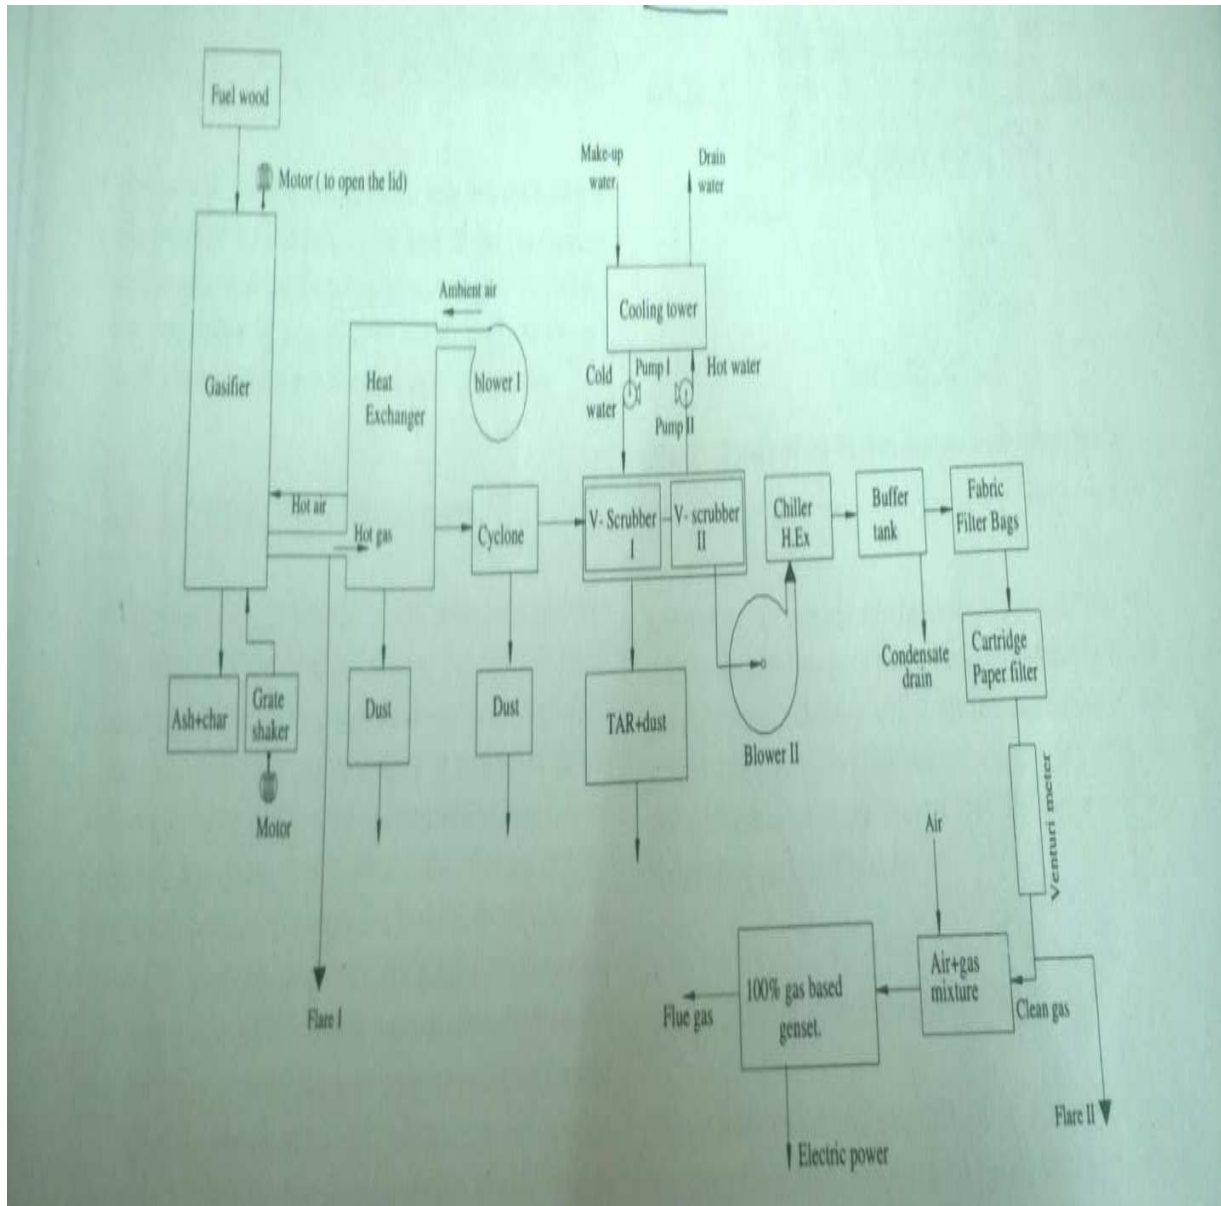 Fuel wood
Motor ( to open the lid)
Make-up
water
Drain
water
Ambient air
Cooling tower
Gasifier
Heat
Exchanger
blower I
Cold
water
Pump I
Hot water
Pump II
Hot air
Hot gas
Cyclone
V- Scrubber
I
V- scrubber
II
Chiller
H.Ex
Buffer
tank
Fabric
Filter Bags
Condensate
drain
Cartridge
Paper filter
Ash+char
Grate
shaker
Dust
Dust
TAR+dust
Blower II
Motor
Venturi meter
Air
Air+gas
mixture
Clean gas
100% gas based
genset.
Flue gas
Flare I
Flare II
Electric power